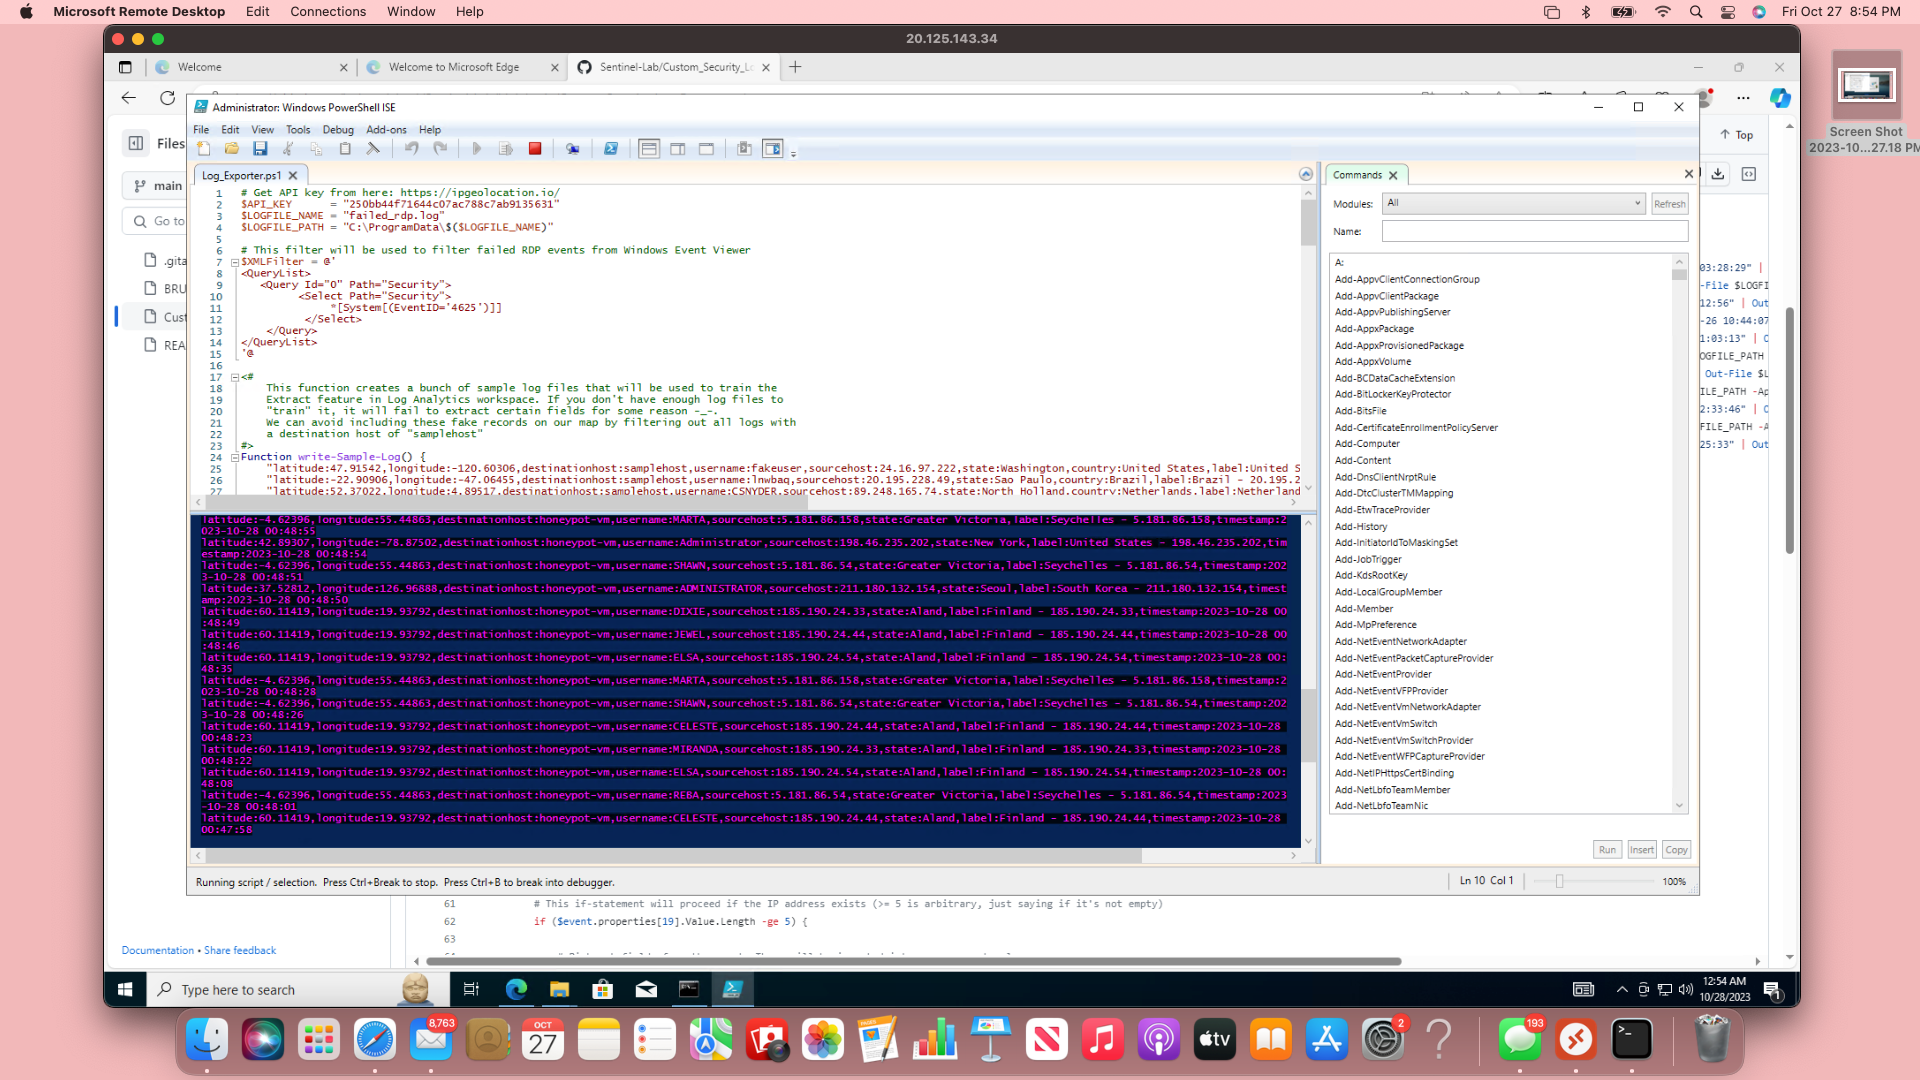 Microsoft Remote Desktop Edit Connections Window Help
Fri Oct 27 8:54 PM
20.125.143.34
Welcome
Welcome to Microsoft Edge
Sentinel-Lab/Custom_Security_Lo
Screen Shot
2023-10...27.18 PM
Administrator: Windows PowerShell ISE
File Edit View Tools Debug Add-ons Help
Files
Top
main
Go to
.gita
BRU
Cust
REA
Log_Exporter.ps1
1 # Get API key from here: https://ipgeolocation.io/
2 $API_KEY = "250bb44f71644c07ac788c7ab9135631"
3 $LOGFILE_NAME = "failed_rdp.log"
4 $LOGFILE_PATH = "C:\ProgramData\$($LOGFILE_NAME)"
5
6 # This filter will be used to filter failed RDP events from Windows Event Viewer
7 $XMLFilter = @'
8 <QueryList>
9 <Query Id="0" Path="Security">
10 <Select Path="Security">
11 *[System[(EventID='4625')]]
12 </Select>
13 </Query>
14 </QueryList>
15 '@
16
17 <#
18 This function creates a bunch of sample log files that will be used to train the
19 Extract feature in Log Analytics workspace. If you don't have enough log files to
20 "train" it, it will fail to extract certain fields for some reason -_-.
21 We can avoid including these fake records on our map by filtering out all logs with
22 a destination host of "samplehost"
23 #>
24 Function write-Sample-Log() {
25 "latitude:47.91542,longitude:-120.60306,destinationhost:samplehost,username:fakeuser,sourcehost:24.16.97.222,state:Washington,country:United States,label:United S
26 "latitude:-22.90906,longitude:-47.06455,destinationhost:samplehost,username:lnwbaq,sourcehost:20.195.228.49,state:Sao Paulo,country:Brazil,label:Brazil - 20.195.2
27 "latitude:52.37022,longitude:4.89517,destinationhost:samplehost,username:CSNYDER,sourcehost:89.248.165.74,state:North Holland,country:Netherlands,label:Netherland
latitude:-4.62396,longitude:55.44863,destinationhost:honeypot-vm,username:MARTA,sourcehost:5.181.86.158,state:Greater Victoria,label:Seychelles - 5.181.86.158,timestamp:2
023-10-28 00:48:55
latitude:42.89307,longitude:-78.87502,destinationhost:honeypot-vm,username:Administrator,sourcehost:198.46.235.202,state:New York,label:United States - 198.46.235.202,tim
estamp:2023-10-28 00:48:54
latitude:-4.62396,longitude:55.44863,destinationhost:honeypot-vm,username:SHAWN,sourcehost:5.181.86.54,state:Greater Victoria,label:Seychelles - 5.181.86.54,timestamp:202
3-10-28 00:48:51
latitude:37.52812,longitude:126.96888,destinationhost:honeypot-vm,username:ADMINISTRATOR,sourcehost:211.180.132.154,state:Seoul,label:South Korea - 211.180.132.154,timest
amp:2023-10-28 00:48:50
latitude:60.11419,longitude:19.93792,destinationhost:honeypot-vm,username:DIXIE,sourcehost:185.190.24.33,state:Aland,label:Finland - 185.190.24.33,timestamp:2023-10-28 00
:48:49
latitude:60.11419,longitude:19.93792,destinationhost:honeypot-vm,username:JEWEL,sourcehost:185.190.24.44,state:Aland,label:Finland - 185.190.24.44,timestamp:2023-10-28 00
:48:46
latitude:60.11419,longitude:19.93792,destinationhost:honeypot-vm,username:ELSA,sourcehost:185.190.24.54,state:Aland,label:Finland - 185.190.24.54,timestamp:2023-10-28 00:
48:35
latitude:-4.62396,longitude:55.44863,destinationhost:honeypot-vm,username:MARTA,sourcehost:5.181.86.158,state:Greater Victoria,label:Seychelles - 5.181.86.158,timestamp:2
023-10-28 00:48:28
latitude:-4.62396,longitude:55.44863,destinationhost:honeypot-vm,username:SHAWN,sourcehost:5.181.86.54,state:Greater Victoria,label:Seychelles - 5.181.86.54,timestamp:202
3-10-28 00:48:26
latitude:60.11419,longitude:19.93792,destinationhost:honeypot-vm,username:CELESTE,sourcehost:185.190.24.44,state:Aland,label:Finland - 185.190.24.44,timestamp:2023-10-28
00:48:23
latitude:60.11419,longitude:19.93792,destinationhost:honeypot-vm,username:MIRANDA,sourcehost:185.190.24.33,state:Aland,label:Finland - 185.190.24.33,timestamp:2023-10-28
00:48:22
latitude:60.11419,longitude:19.93792,destinationhost:honeypot-vm,username:ELSA,sourcehost:185.190.24.54,state:Aland,label:Finland - 185.190.24.54,timestamp:2023-10-28 00:
48:08
latitude:-4.62396,longitude:55.44863,destinationhost:honeypot-vm,username:REBA,sourcehost:5.181.86.54,state:Greater Victoria,label:Seychelles - 5.181.86.54,timestamp:2023
-10-28 00:48:01
latitude:60.11419,longitude:19.93792,destinationhost:honeypot-vm,username:CELESTE,sourcehost:185.190.24.44,state:Aland,label:Finland - 185.190.24.44,timestamp:2023-10-28
00:47:58
Commands
Modules: All Refresh
Name:
A:
Add-AppvClientConnectionGroup
Add-AppvClientPackage
Add-AppvPublishingServer
Add-AppxPackage
Add-AppxProvisionedPackage
Add-AppxVolume
Add-BCDataCacheExtension
Add-BitLockerKeyProtector
Add-BitsFile
Add-CertificateEnrollmentPolicyServer
Add-Computer
Add-Content
Add-DnsClientNrptRule
Add-DtcClusterTMMapping
Add-EtwTraceProvider
Add-History
Add-InitiatorIdToMaskingSet
Add-JobTrigger
Add-KdsRootKey
Add-LocalGroupMember
Add-Member
Add-MpPreference
Add-NetEventNetworkAdapter
Add-NetEventPacketCaptureProvider
Add-NetEventProvider
Add-NetEventVFPProvider
Add-NetEventVmNetworkAdapter
Add-NetEventVmSwitch
Add-NetEventVmSwitchProvider
Add-NetEventWFPCaptureProvider
Add-NetIPHttpsCertBinding
Add-NetLbfoTeamMember
Add-NetLbfoTeamNic
Run Insert Copy
03:28:29" |
-File $LOGFI
12:56" | Out
-26 10:44:07
1:03:13" | O
OGFILE_PATH
Out-File $L
ILE_PATH -Ap
2:33:46" | O
FILE_PATH -A
25:33" | Out
Running script / selection. Press Ctrl+Break to stop. Press Ctrl+B to break into debugger.
Ln 10 Col 1
100%
61 # This if-statement will proceed if the IP address exists (>= 5 is arbitrary, just saying if it's not empty)
62 if ($event.properties[19].Value.Length -ge 5) {
63
Documentation • Share feedback
Type here to search
12:54 AM
10/28/2023
1
8,763
OCT
27
tv
2
193